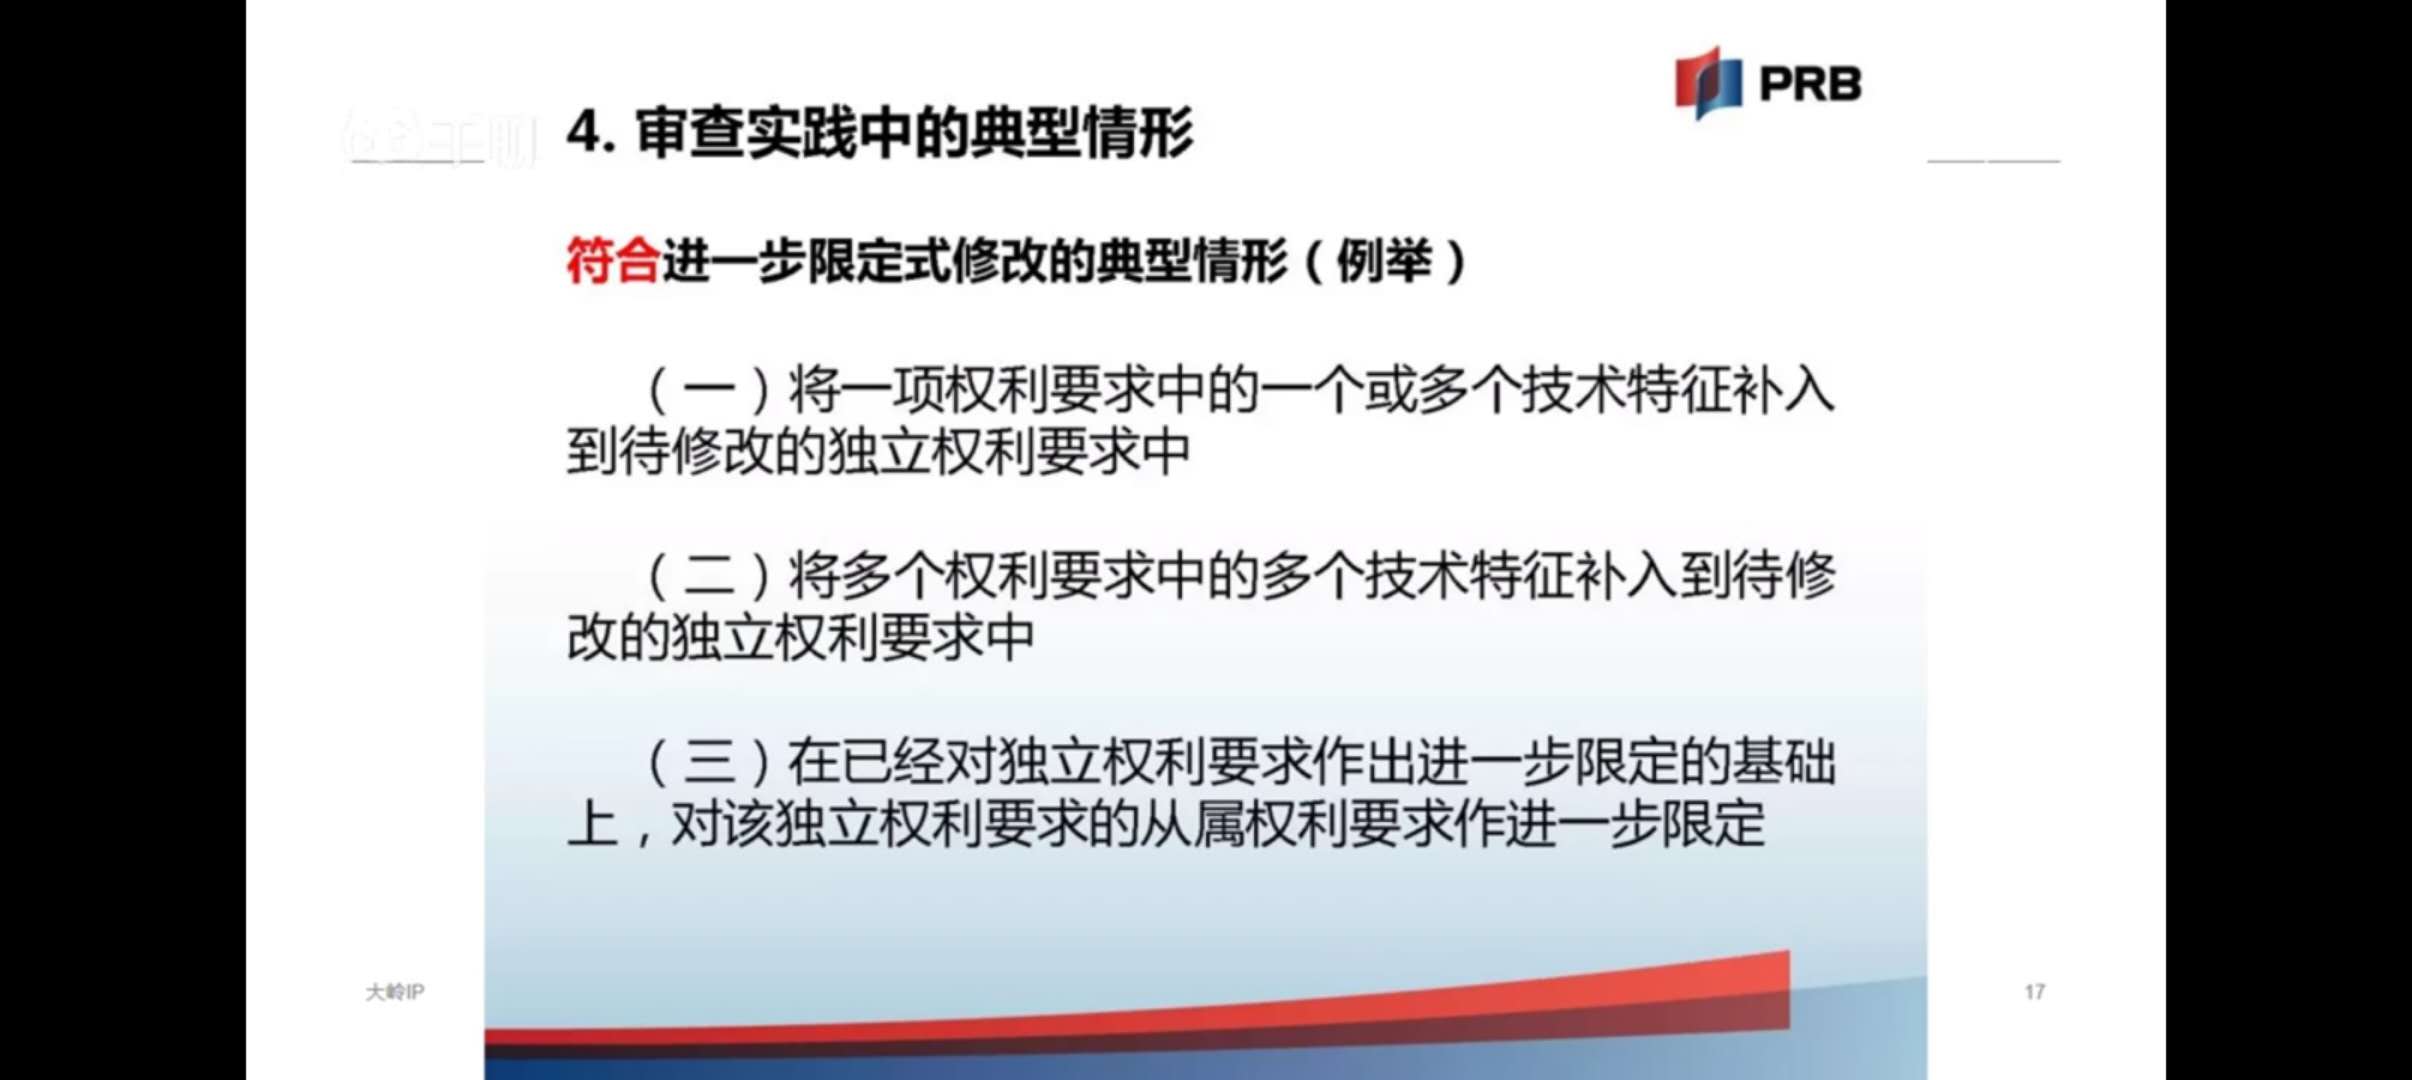 PRB
千聊
4. 审查实践中的典型情形
符合进一步限定式修改的典型情形（例举）
（一）将一项权利要求中的一个或多个技术特征补入
到待修改的独立权利要求中
（二）将多个权利要求中的多个技术特征补入到待修
改的独立权利要求中
（三）在已经对独立权利要求作出进一步限定的基础
上，对该独立权利要求的从属权利要求作进一步限定
大岭IP
17